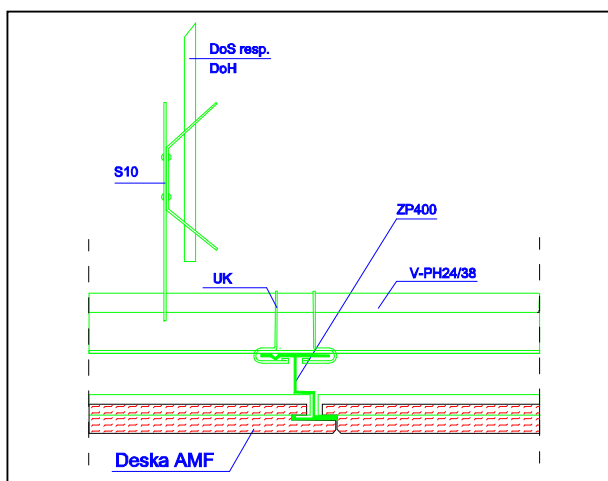 DoS resp.
DoH
S10
ZP400
UK
V-PH24/38
Deska AMF